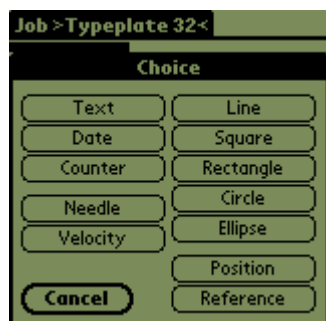 Job >Typeplate 32<
Choice
Text
Line
Date
Square
Counter
Rectangle
Needle
Circle
Velocity
Ellipse
Position
Cancel
Reference